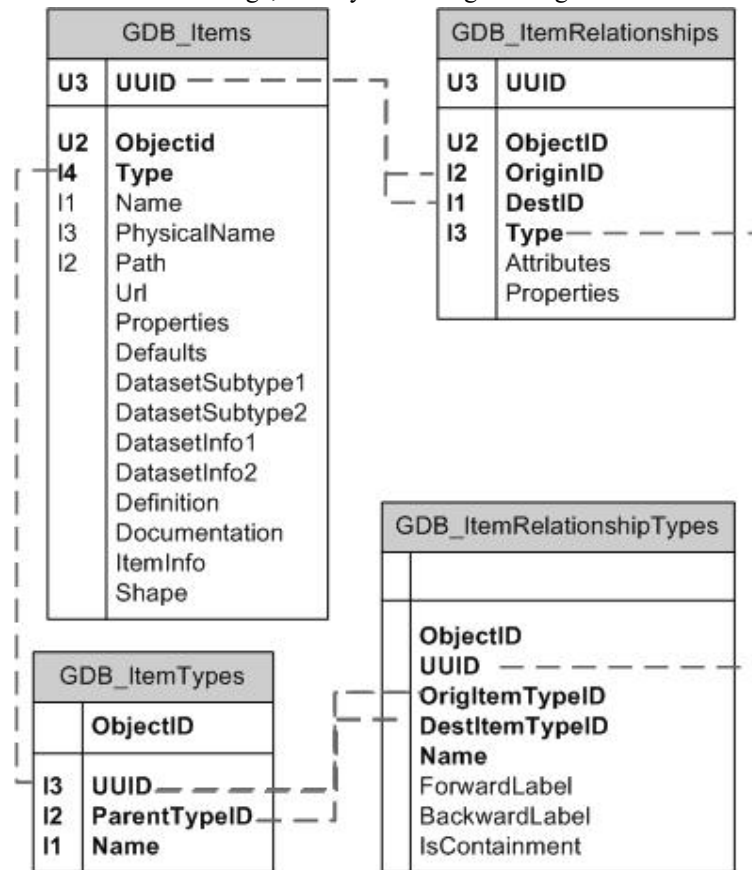 GDB_Items
U3 UUID
U2 Objectid
I4 Type
I1 Name
I3 PhysicalName
I2 Path
Url
Properties
Defaults
DatasetSubtype1
DatasetSubtype2
DatasetInfo1
DatasetInfo2
Definition
Documentation
ItemInfo
Shape
GDB_ItemRelationships
U3 UUID
U2 ObjectID
I2 OriginID
I1 DestID
I3 Type
Attributes
Properties
GDB_ItemTypes
ObjectID
I3 UUID
I2 ParentTypeID
I1 Name
GDB_ItemRelationshipTypes
ObjectID
UUID
OrigItemTypeID
DestItemTypeID
Name
ForwardLabel
BackwardLabel
IsContainment